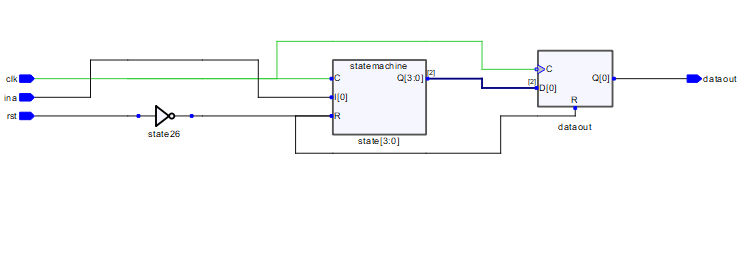 statemachine
clk
C
Q[3:0]
[2]
C
Q[0]
dataout
[2]
D[0]
ina
I[0]
R
rst
R
state26
state[3:0]
dataout